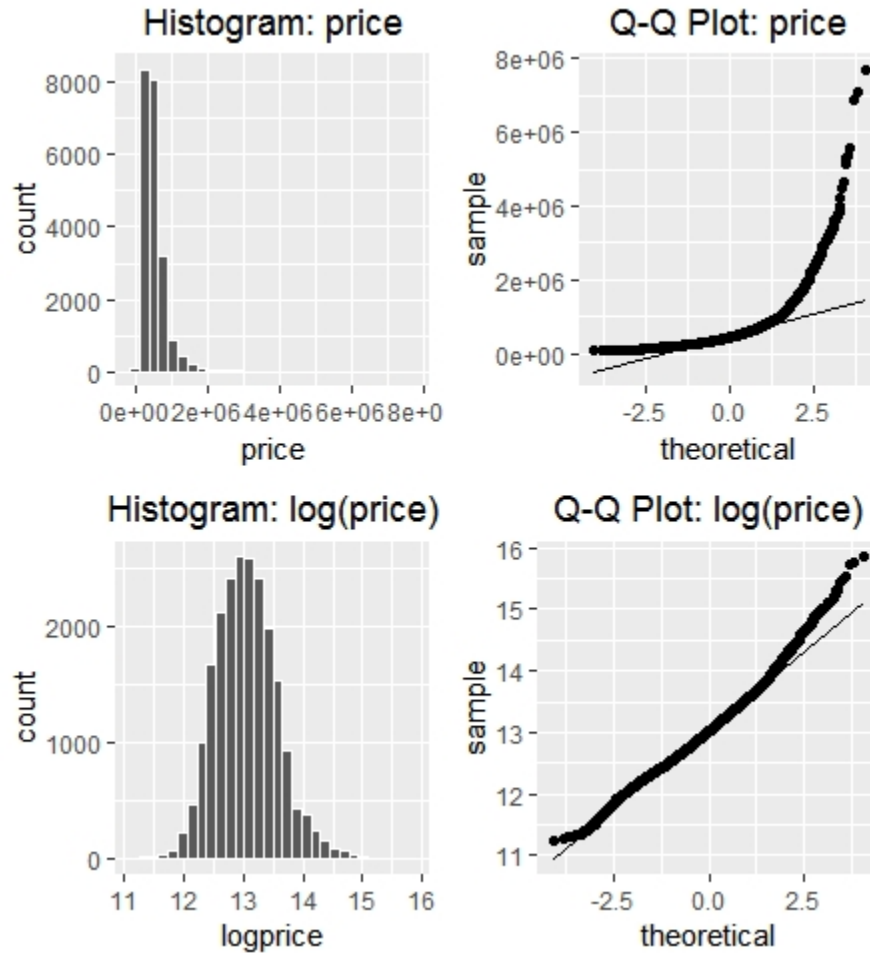 Histogram: price
count
8000
6000
4000
2000
0
0e+002e+064e+066e+068e+0
price
Q-Q Plot: price
sample
8e+06
6e+06
4e+06
2e+06
0e+00
-2.5 0.0 2.5
theoretical
Histogram: log(price)
count
2000
1000
0
11 12 13 14 15 16
logprice
Q-Q Plot: log(price)
sample
16
15
14
13
12
11
-2.5 0.0 2.5
theoretical